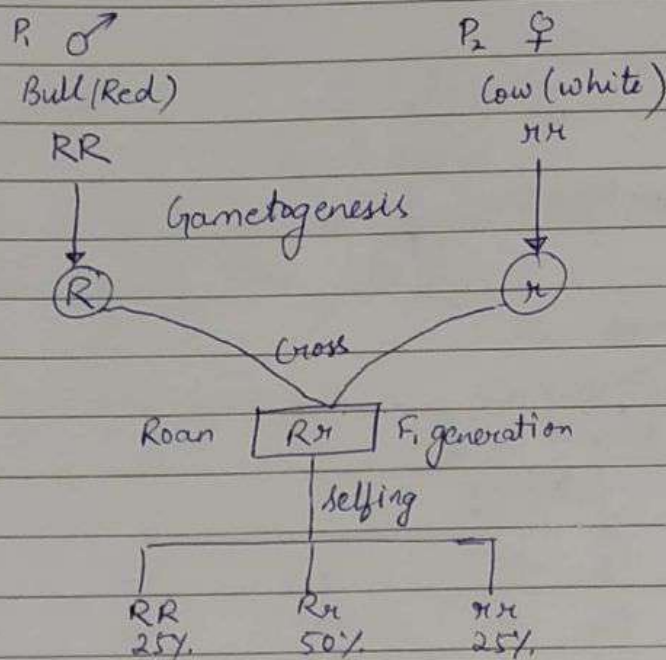 P₁ ♂ P₂ ♀
Bull (Red) Cow (white)
RR rr
Gametogenesis
R r
Cross
Roan Rr F₁ generation
selfing
RR Rr rr
25% 50% 25%